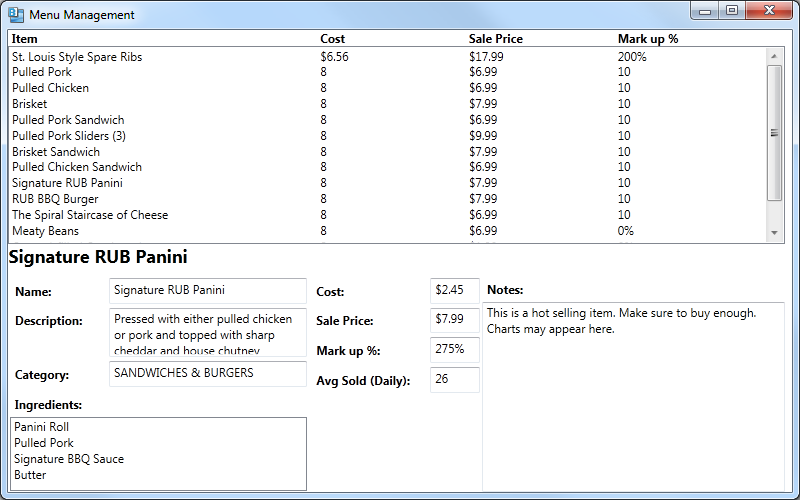 Menu Management
Item Cost Sale Price Mark up %
St. Louis Style Spare Ribs $6.56 $17.99 200%
Pulled Pork 8 $6.99 10
Pulled Chicken 8 $6.99 10
Brisket 8 $7.99 10
Pulled Pork Sandwich 8 $6.99 10
Pulled Pork Sliders (3) 8 $9.99 10
Brisket Sandwich 8 $7.99 10
Pulled Chicken Sandwich 8 $6.99 10
Signature RUB Panini 8 $7.99 10
RUB BBQ Burger 8 $7.99 10
The Spiral Staircase of Cheese 8 $6.99 10
Meaty Beans 8 $6.99 0%
Signature RUB Panini
Name: Signature RUB Panini
Description: Pressed with either pulled chicken
or pork and topped with sharp
cheddar and house chutney
Category: SANDWICHES & BURGERS
Ingredients:
Panini Roll
Pulled Pork
Signature BBQ Sauce
Butter
Cost: $2.45
Sale Price: $7.99
Mark up %: 275%
Avg Sold (Daily): 26
Notes:
This is a hot selling item. Make sure to buy enough.
Charts may appear here.